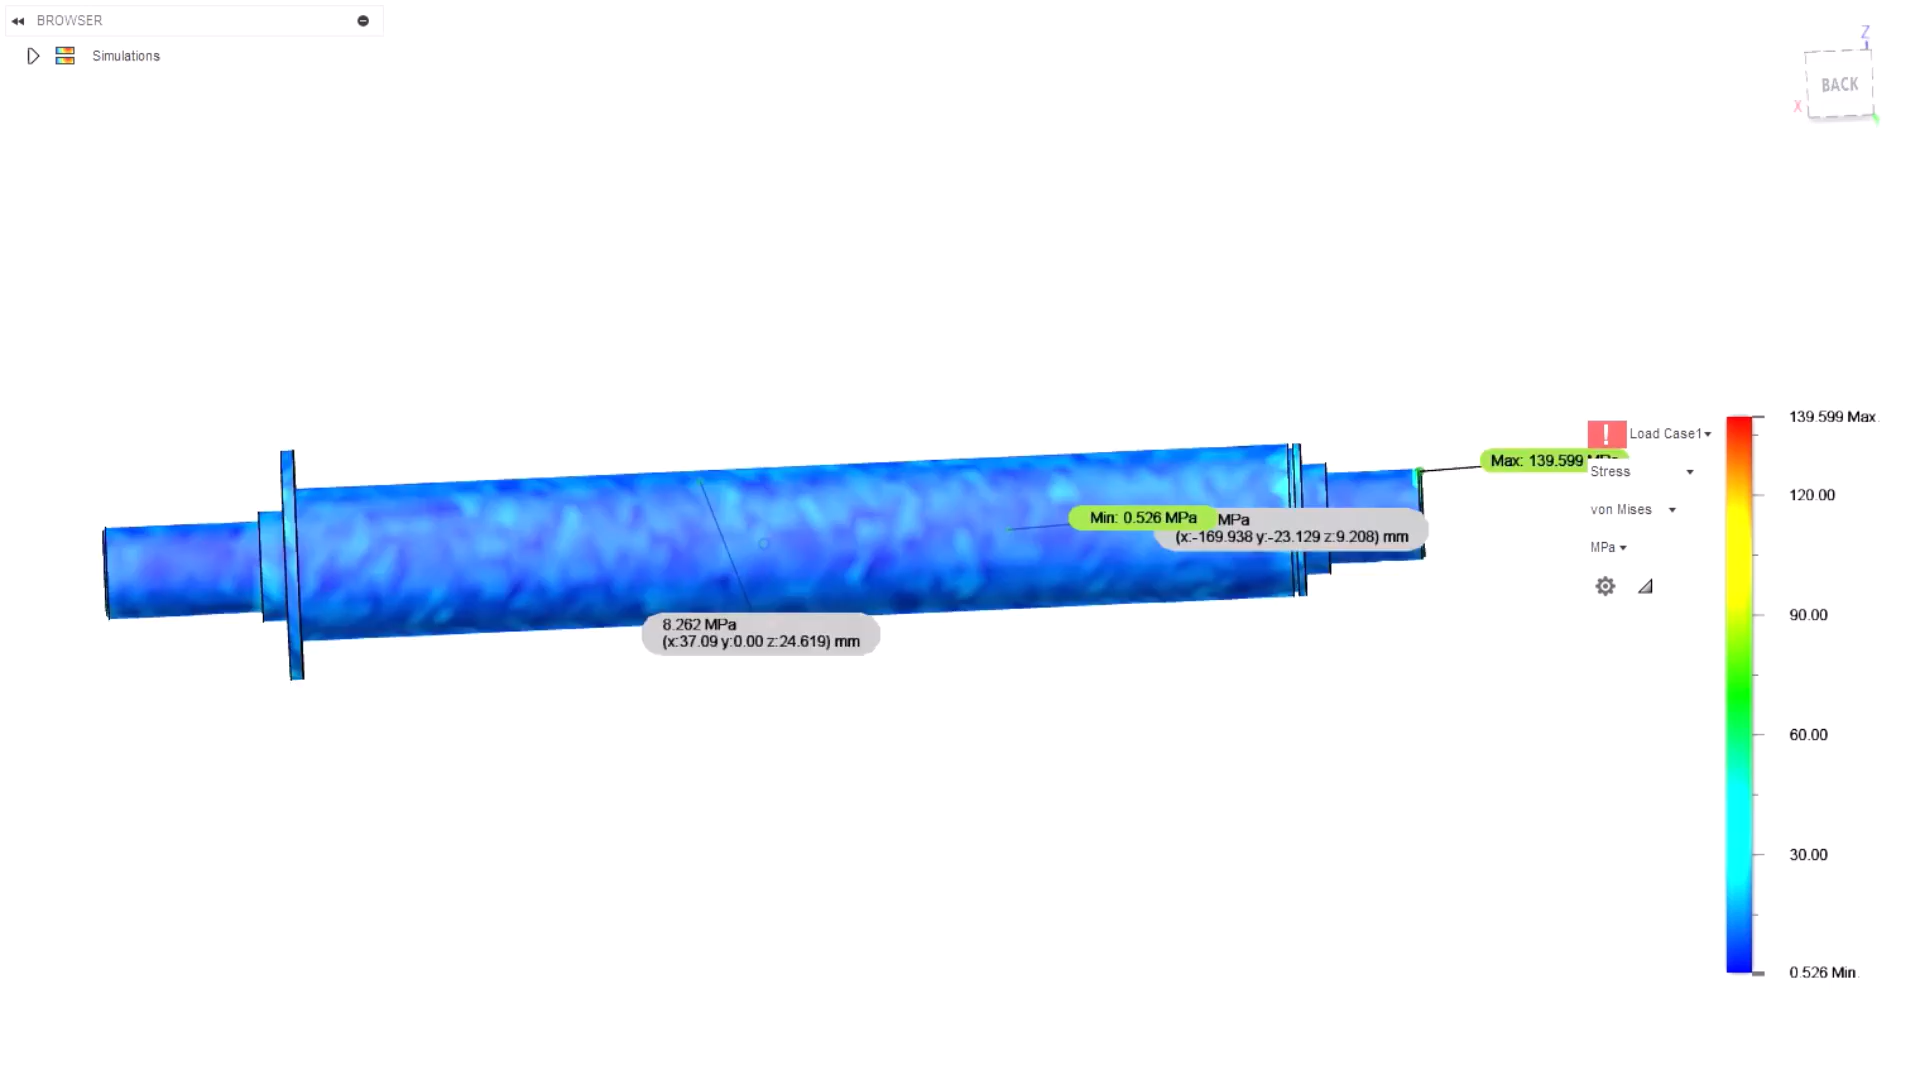 BROWSER
Simulations
Z
BACK
X
139.599 Max.
Load Case1
Max: 139.599
Stress
120.00
von Mises
Min: 0.526 MPa
MPa
(x:-169.938 y:-23.129 z:9.208) mm
MPa
90.00
8.262 MPa
(x:37.09 y:0.00 z:24.619) mm
60.00
30.00
0.526 Min.